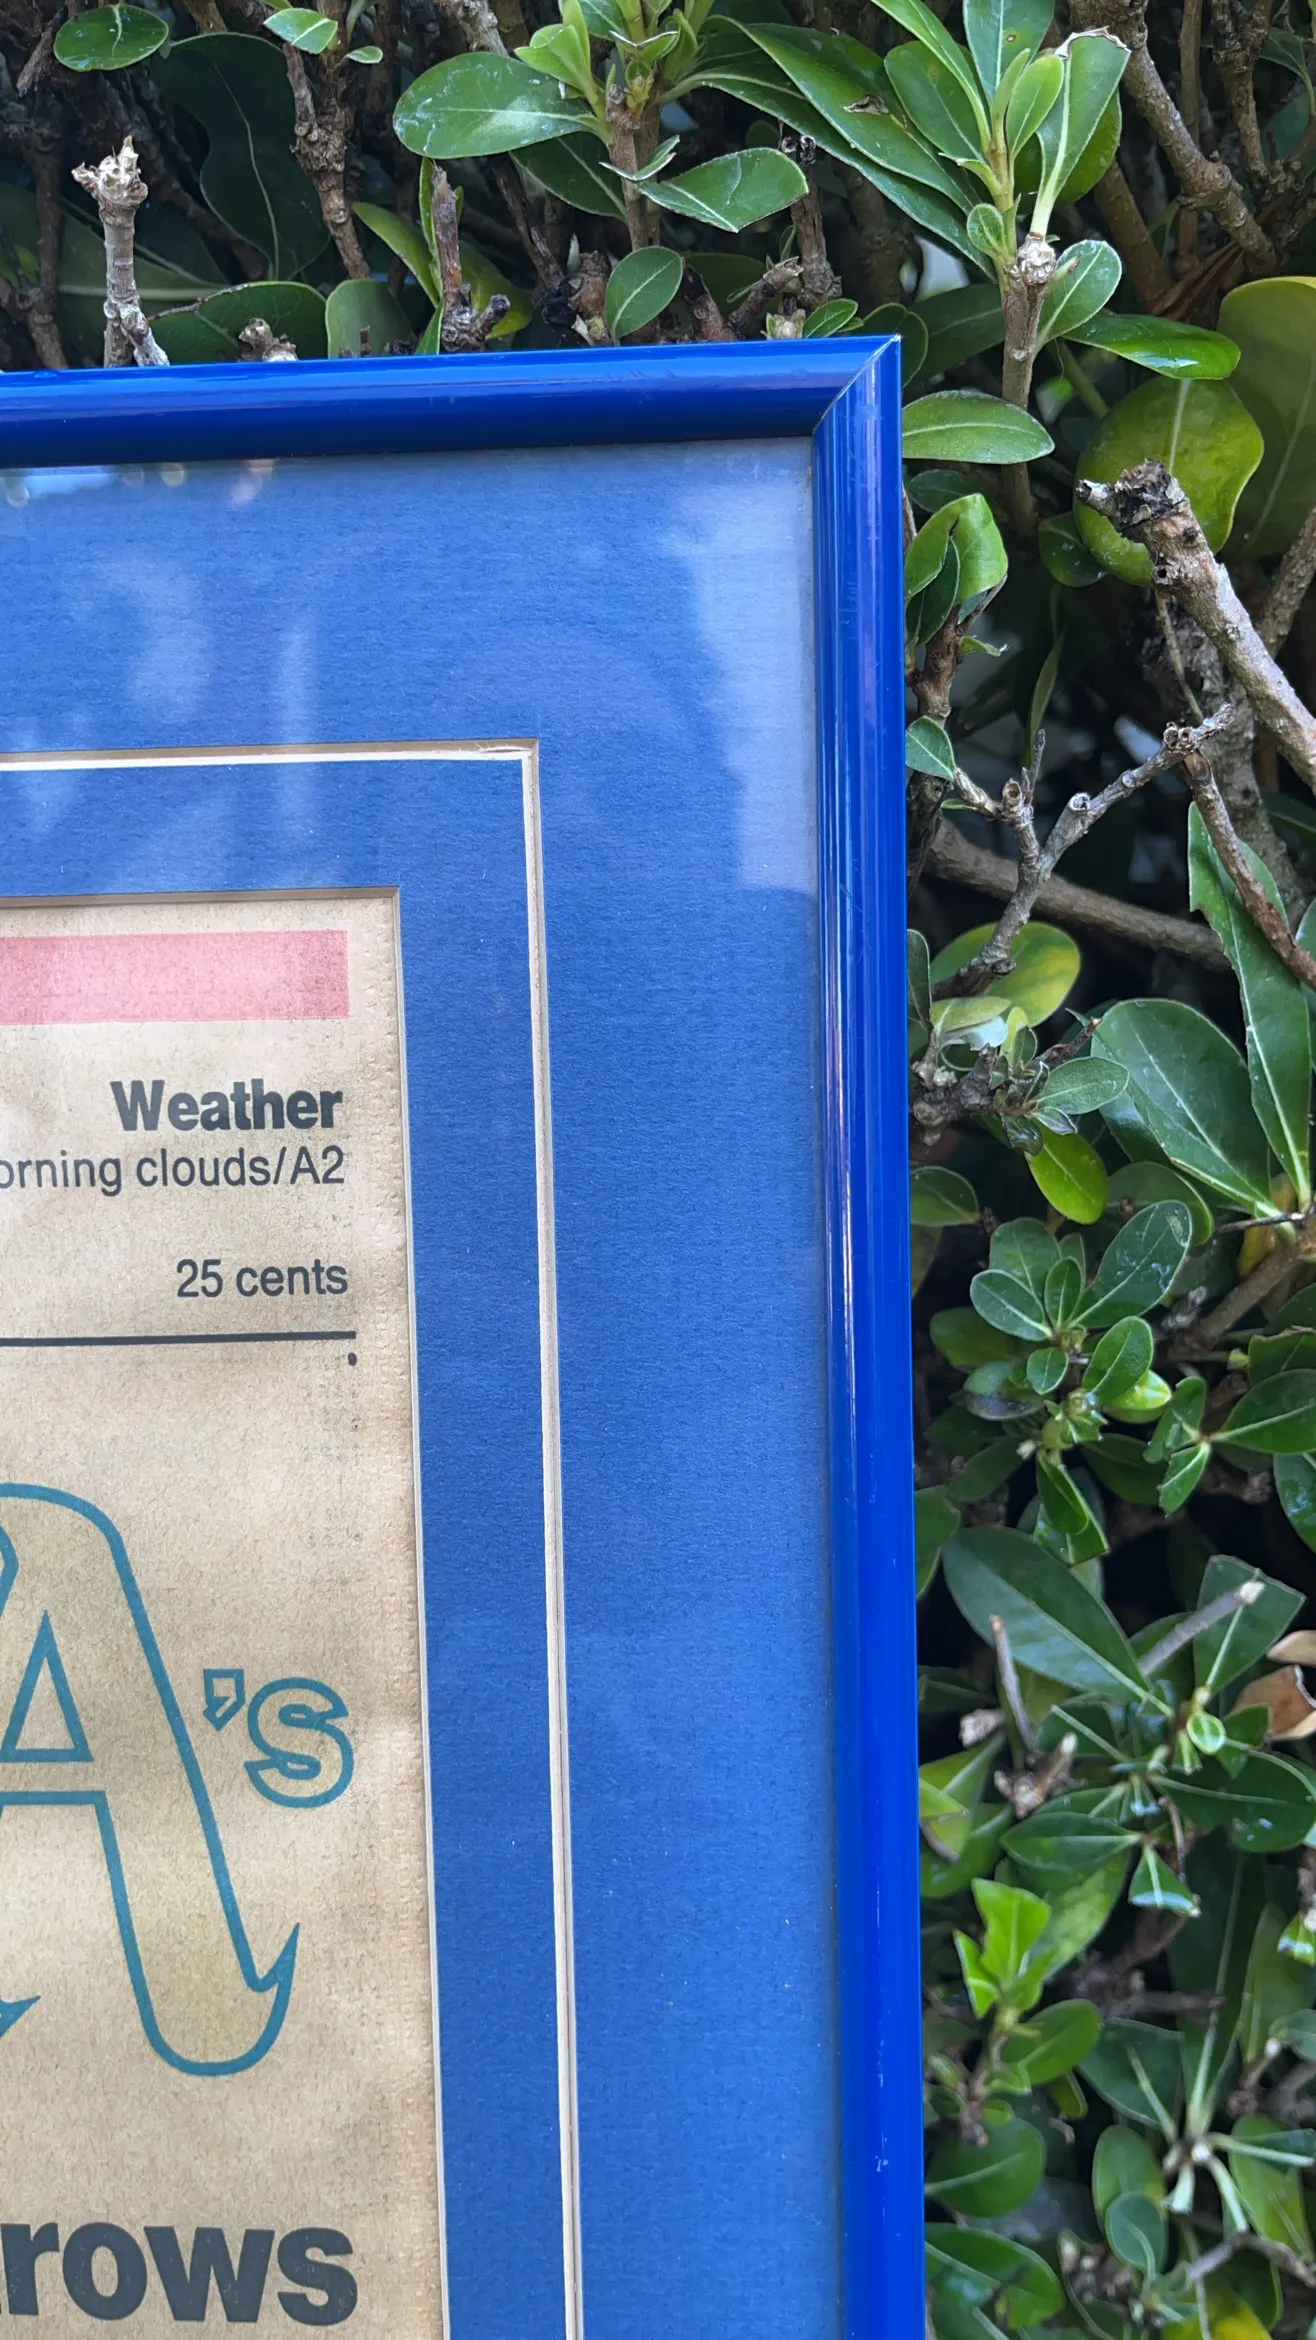 Weather
orning clouds/A2
25 cents
A's
rows